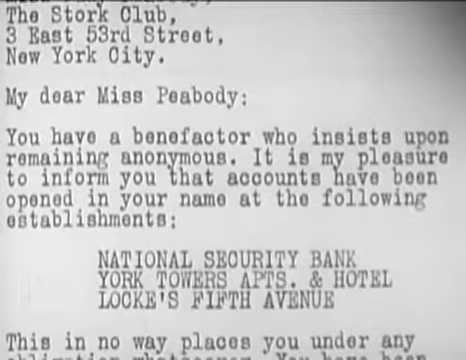 The Stork Club,
3 East 53rd Street,
New York City.
My dear Miss Peabody:
You have a benefactor who insists upon
remaining anonymous. It is my pleasure
to inform you that accounts have been
opened in your name at the following
establishments:
NATIONAL SECURITY BANK
YORK TOWERS APTS. & HOTEL
LOCKE'S FIFTH AVENUE
This in no way places you under any